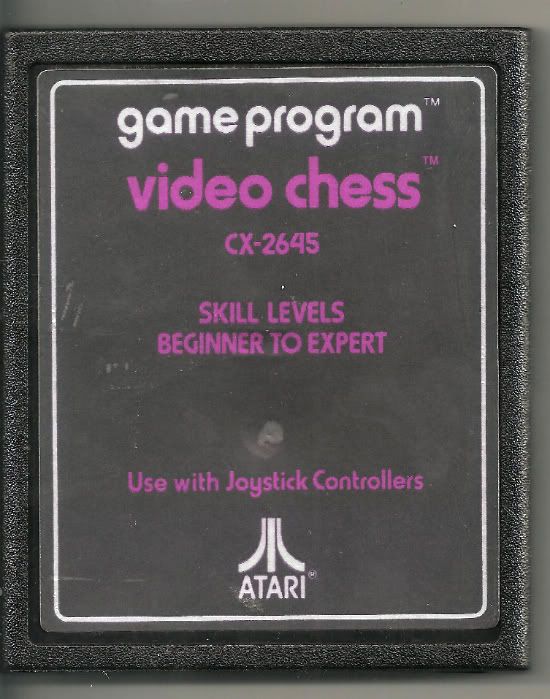 game program™
video chess™
CX-2645
SKILL LEVELS
BEGINNER TO EXPERT
Use with Joystick Controllers
ATARI®